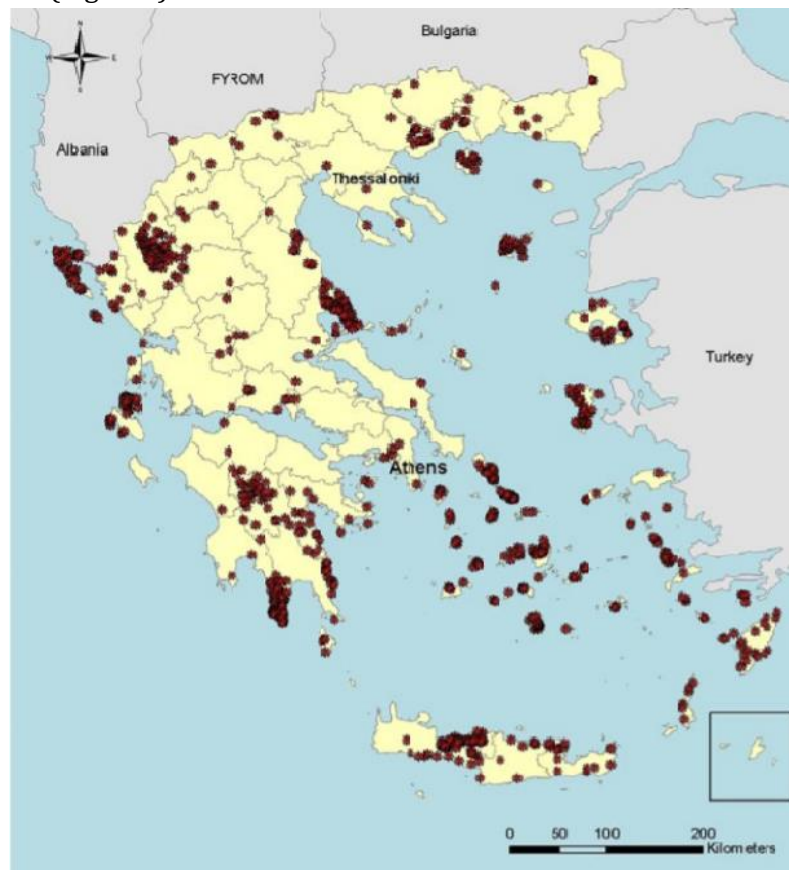 N
W E
S
Bulgaria
FYROM
Albania
Thessaloniki
Turkey
Athens
0 50 100 200
Kilometers